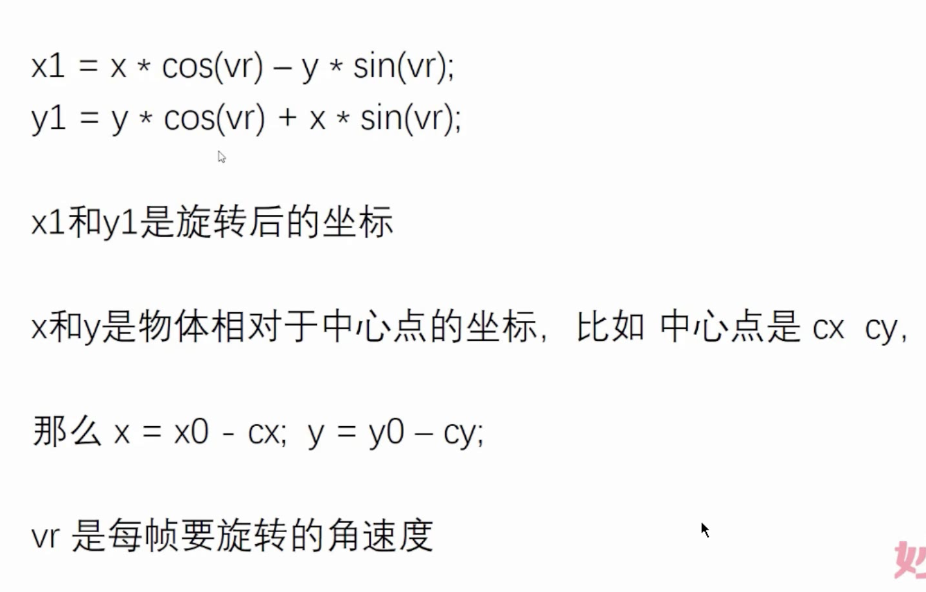 x1 = x * cos(vr) – y * sin(vr);
y1 = y * cos(vr) + x * sin(vr);
x1和y1是旋转后的坐标
x和y是物体相对于中心点的坐标, 比如 中心点是 cx cy,
那么 x = x0 - cx; y = y0 – cy;
vr 是每帧要旋转的角速度
妙